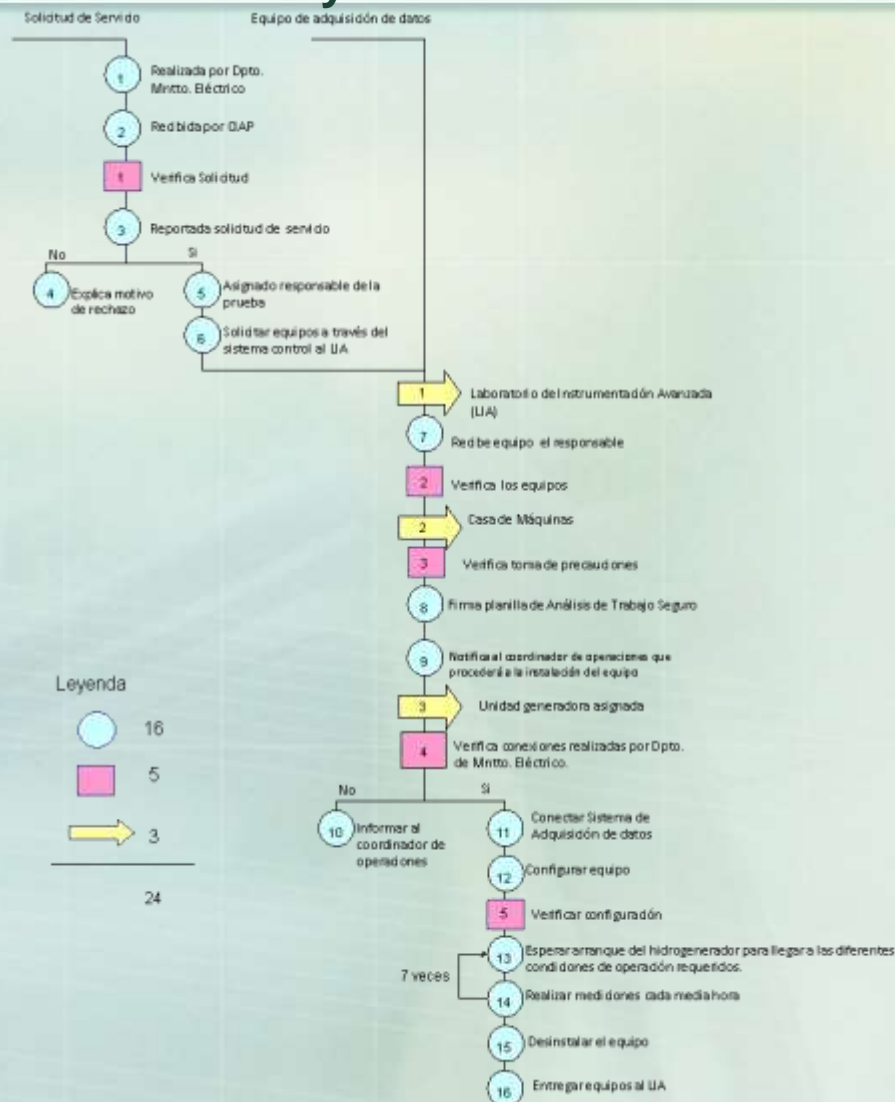 Solicitud de Servicio
Equipo de adquisición de datos
1
Realizada por Dpto.
Mntto. Eléctrico
2
Recibida por DIAP
1
Verifica Solicitud
3
Reportada solicitud de servicio
No
Si
4
Explica motivo
de rechazo
5
Asignado responsable de la
prueba
6
Solicitar equipos a través del
sistema control al LIA
1
Laboratorio de Instrumentación Avanzada
(LIA)
7
Recibe equipo el responsable
2
Verifica los equipos
2
Casa de Máquinas
3
Verifica toma de precauciones
8
Firma planilla de Análisis de Trabajo Seguro
9
Notifica al coordinador de operaciones que
procederá a la instalación del equipo
3
Unidad generadora asignada
4
Verifica conexiones realizadas por Dpto.
de Mntto. Eléctrico.
No
Si
10
Informar al
coordinador de
operaciones
11
Conectar Sistema de
Adquisición de datos
12
Configurar equipo
5
Verificar configuración
13
Esperar arranque del hidrogenerador para llegar a las diferentes
condiciones de operación requeridos.
7 veces
14
Realizar mediciones cada media hora
15
Desinstalar el equipo
16
Entregar equipos al LIA
Leyenda
16
5
3
24